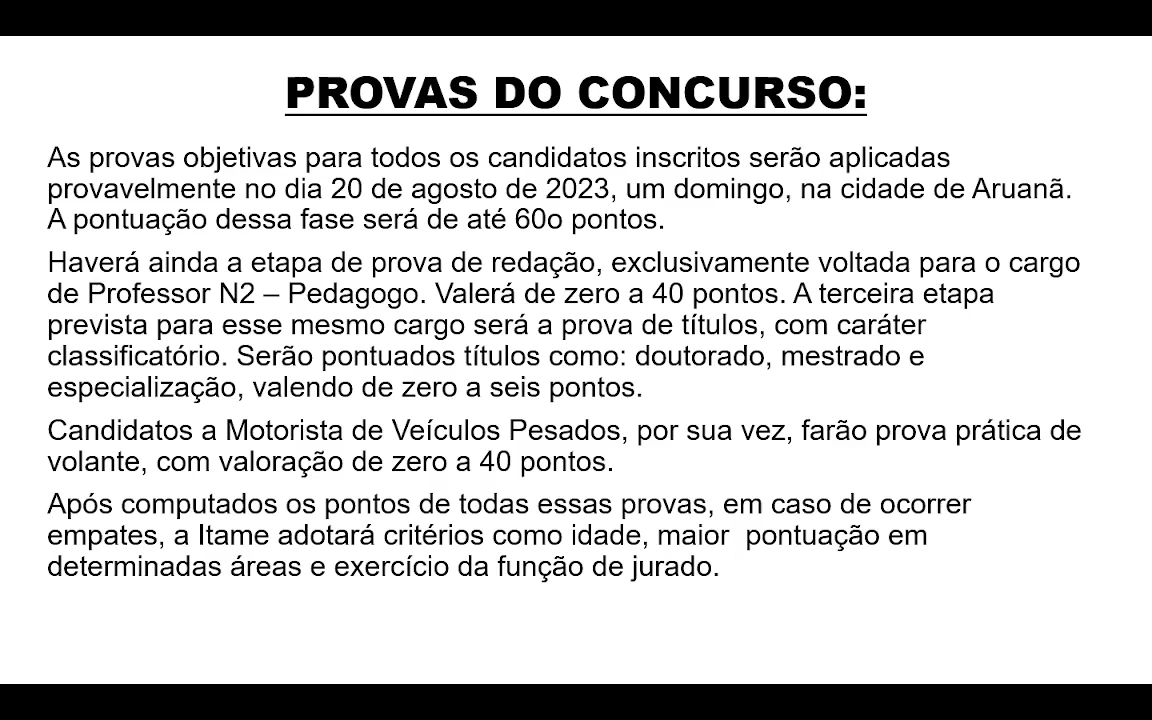 PROVAS DO CONCURSO:
As provas objetivas para todos os candidatos inscritos serão aplicadas
provavelmente no dia 20 de agosto de 2023, um domingo, na cidade de Aruanã.
A pontuação dessa fase será de até 60o pontos.
Haverá ainda a etapa de prova de redação, exclusivamente voltada para o cargo
de Professor N2 – Pedagogo. Valerá de zero a 40 pontos. A terceira etapa
prevista para esse mesmo cargo será a prova de títulos, com caráter
classificatório. Serão pontuados títulos como: doutorado, mestrado e
especialização, valendo de zero a seis pontos.
Candidatos a Motorista de Veículos Pesados, por sua vez, farão prova prática de
volante, com valoração de zero a 40 pontos.
Após computados os pontos de todas essas provas, em caso de ocorrer
empates, a Itame adotará critérios como idade, maior  pontuação em
determinadas áreas e exercício da função de jurado.